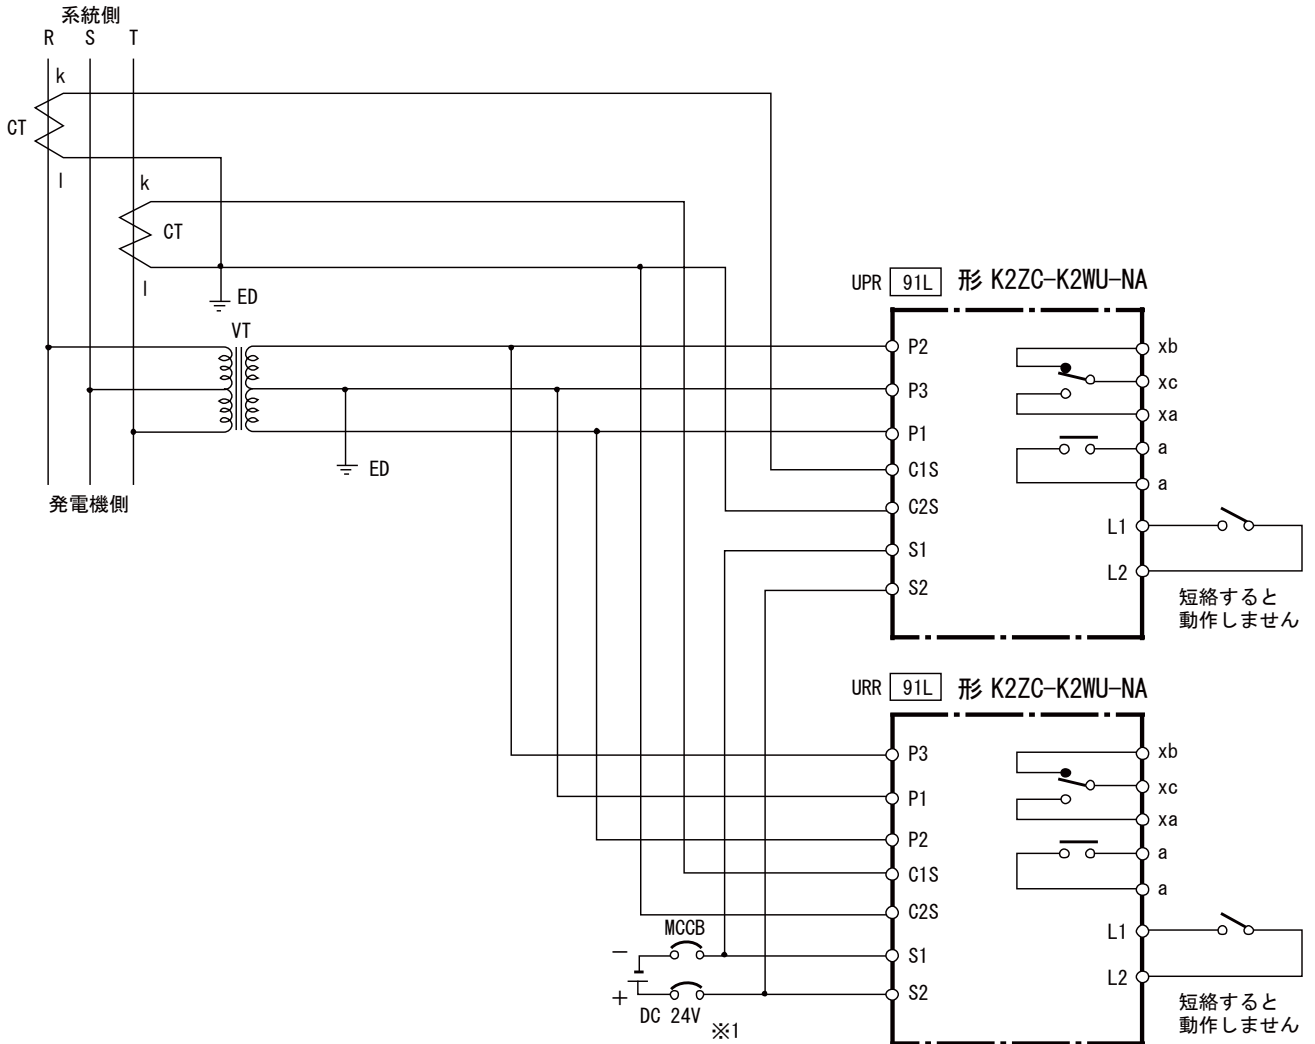 系統側
R S T
k
CT
l
k
CT
l
ED
VT
ED
発電機側
UPR 91L 形 K2ZC-K2WU-NA
P2
P3
P1
C1S
C2S
S1
S2
xb
xc
xa
a
a
L1
L2
短絡すると
動作しません
URR 91L 形 K2ZC-K2WU-NA
P3
P1
P2
C1S
C2S
S1
S2
xb
xc
xa
a
a
L1
L2
短絡すると
動作しません
MCCB
−
+
DC 24V ※1